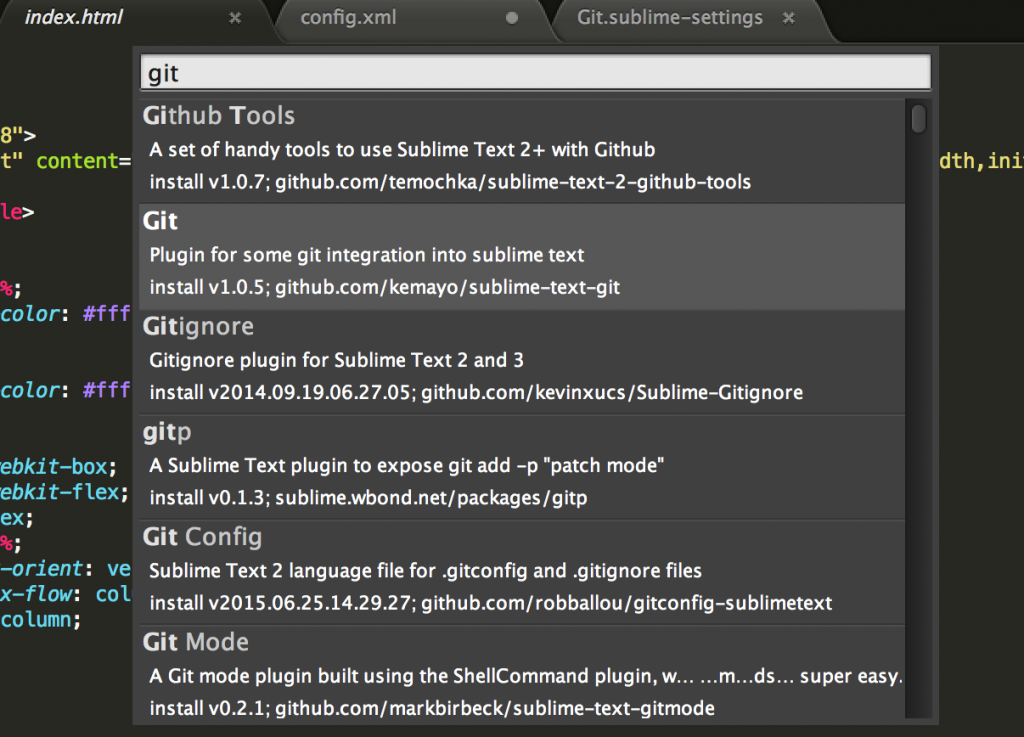 index.html × config.xml Git.sublime-settings ×
git
8">
t" content=
dth,ini
le>
%;
color: #fff
color: #fff
ebkit-box;
ebkit-flex;
ex;
%;
-orient: ve
x-flow: col
column;
Github Tools
A set of handy tools to use Sublime Text 2+ with Github
install v1.0.7; github.com/temochka/sublime-text-2-github-tools
Git
Plugin for some git integration into sublime text
install v1.0.5; github.com/kemayo/sublime-text-git
Gitignore
Gitignore plugin for Sublime Text 2 and 3
install v2014.09.19.06.27.05; github.com/kevinxucs/Sublime-Gitignore
gitp
A Sublime Text plugin to expose git add -p "patch mode"
install v0.1.3; sublime.wbond.net/packages/gitp
Git Config
Sublime Text 2 language file for .gitconfig and .gitignore files
install v2015.06.25.14.29.27; github.com/robballou/gitconfig-sublimetext
Git Mode
A Git mode plugin built using the ShellCommand plugin, w... ...m...ds... super easy.
install v0.2.1; github.com/markbirbeck/sublime-text-gitmode